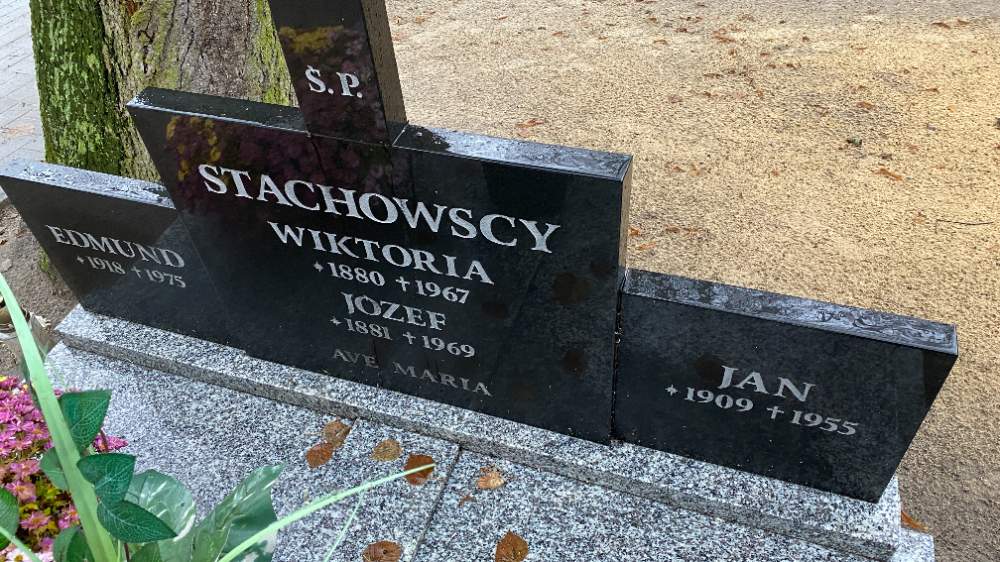 Ś.P.
STACHOWSCY
WIKTORIA
*1880 †1967
JÓZEF
*1881 †1969
AVE MARIA
EDMUND
*1918 †1975
JAN
*1909 †1955